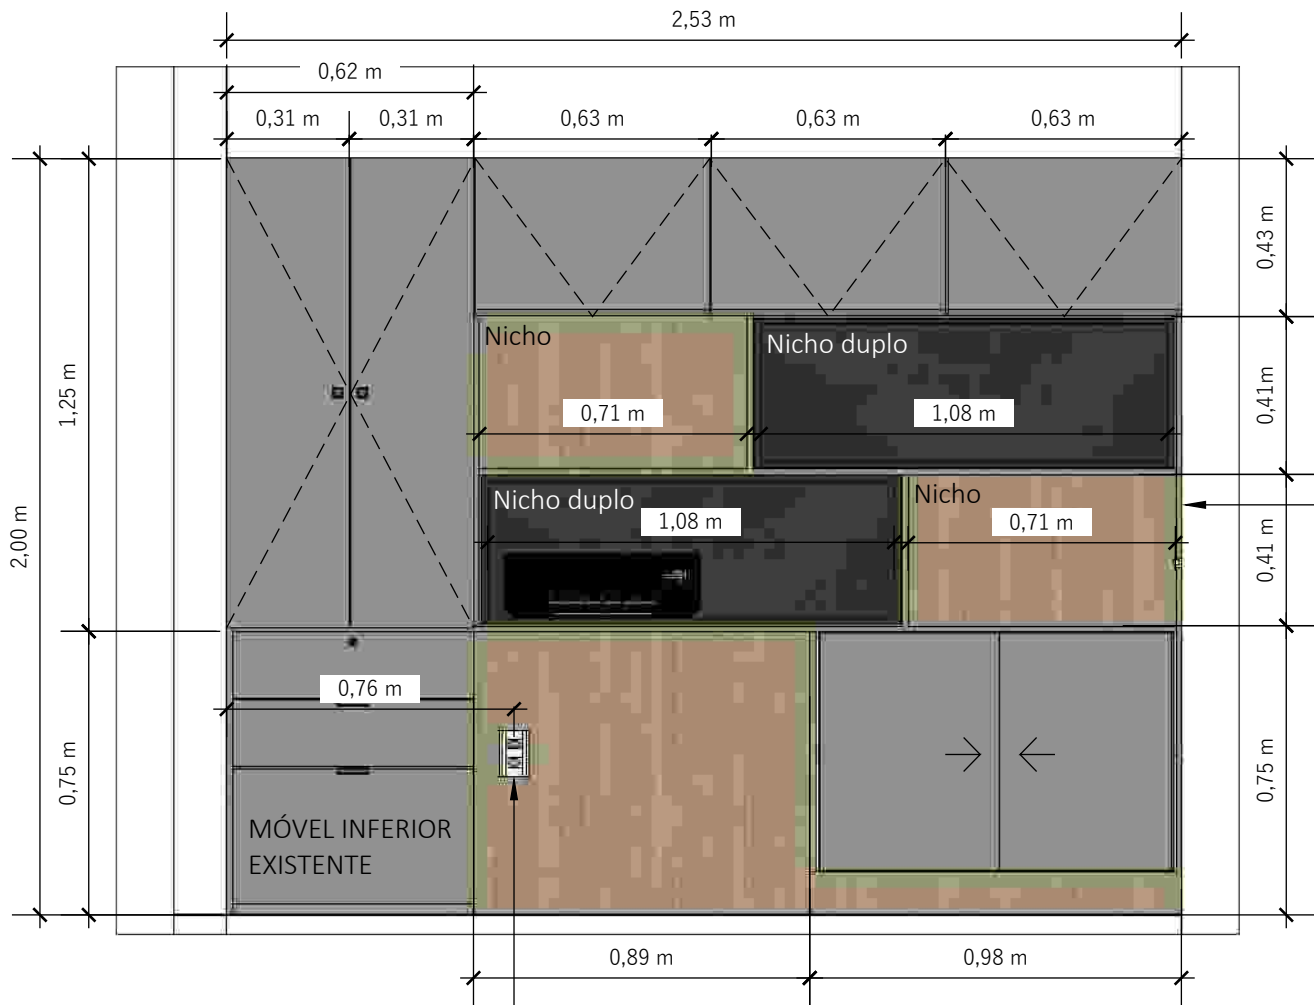 2,53 m
0,62 m
0,31 m
0,31 m
0,63 m
0,63 m
0,63 m
0,43 m
Nicho
Nicho duplo
0,71 m
1,08 m
0,41m
1,25 m
2,00 m
Nicho duplo
1,08 m
Nicho
0,71 m
0,41 m
0,76 m
0,75 m
0,75 m
MÓVEL INFERIOR
EXISTENTE
0,89 m
0,98 m